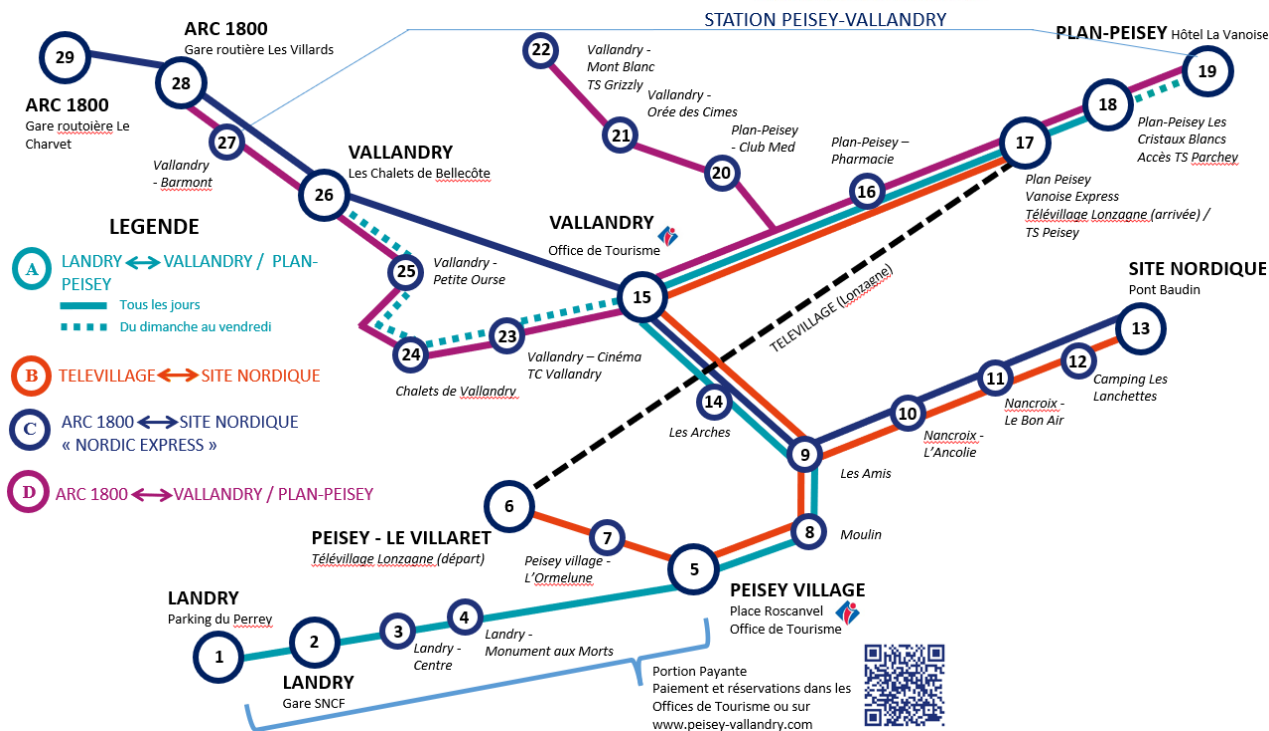 STATION PEISEY-VALLANDRY
ARC 1800
Gare routière Les Villards
29
28
ARC 1800
Gare routoière Le
Charvet
27
Vallandry
- Barmont
26
VALLANDRY
Les Chalets de Bellecôte
22
Vallandry -
Mont Blanc
TS Grizzly
21
Vallandry -
Orée des Cimes
20
Plan-Peisey
- Club Med
16
Plan-Peisey –
Pharmacie
PLAN-PEISEY Hôtel La Vanoise
19
18
Plan-Peisey Les
Cristaux Blancs
Accès TS Parchey
17
Plan Peisey
Vanoise Express
Télévillage Lonzagne (arrivée) /
TS Peisey
VALLANDRY
Office de Tourisme
15
25
Vallandry -
Petite Ourse
24
Chalets de Vallandry
23
Vallandry – Cinéma
TC Vallandry
TELEVILLAGE (Lonzagne)
LEGENDE
A
LANDRY VALLANDRY / PLAN-
PEISEY
Tous les jours
Du dimanche au vendredi
B
TELEVILLAGE SITE NORDIQUE
C
ARC 1800 SITE NORDIQUE
« NORDIC EXPRESS »
D
ARC 1800 VALLANDRY / PLAN-PEISEY
SITE NORDIQUE
Pont Baudin
13
12
Camping Les
Lanchettes
11
Nancroix -
Le Bon Air
10
Nancroix -
L'Ancolie
14
Les Arches
9
Les Amis
8
Moulin
6
PEISEY - LE VILLARET
Télévillage Lonzagne (départ)
7
Peisey village -
L'Ormelune
5
PEISEY VILLAGE
Place Roscanvel
Office de Tourisme
LANDRY
Parking du Perrey
1
2
LANDRY
Gare SNCF
3
Landry -
Centre
4
Landry -
Monument aux Morts
Portion Payante
Paiement et réservations dans les
Offices de Tourisme ou sur
www.peisey-vallandry.com